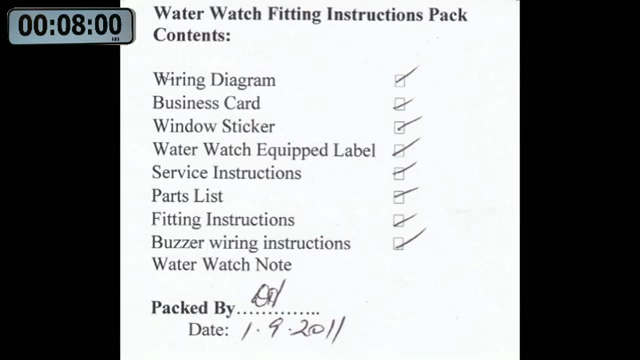 00:08:00
Water Watch Fitting Instructions Pack
Contents:
Wiring Diagram
Business Card
Window Sticker
Water Watch Equipped Label
Service Instructions
Parts List
Fitting Instructions
Buzzer wiring instructions
Water Watch Note
Packed By..............
Date: 1.9.2011